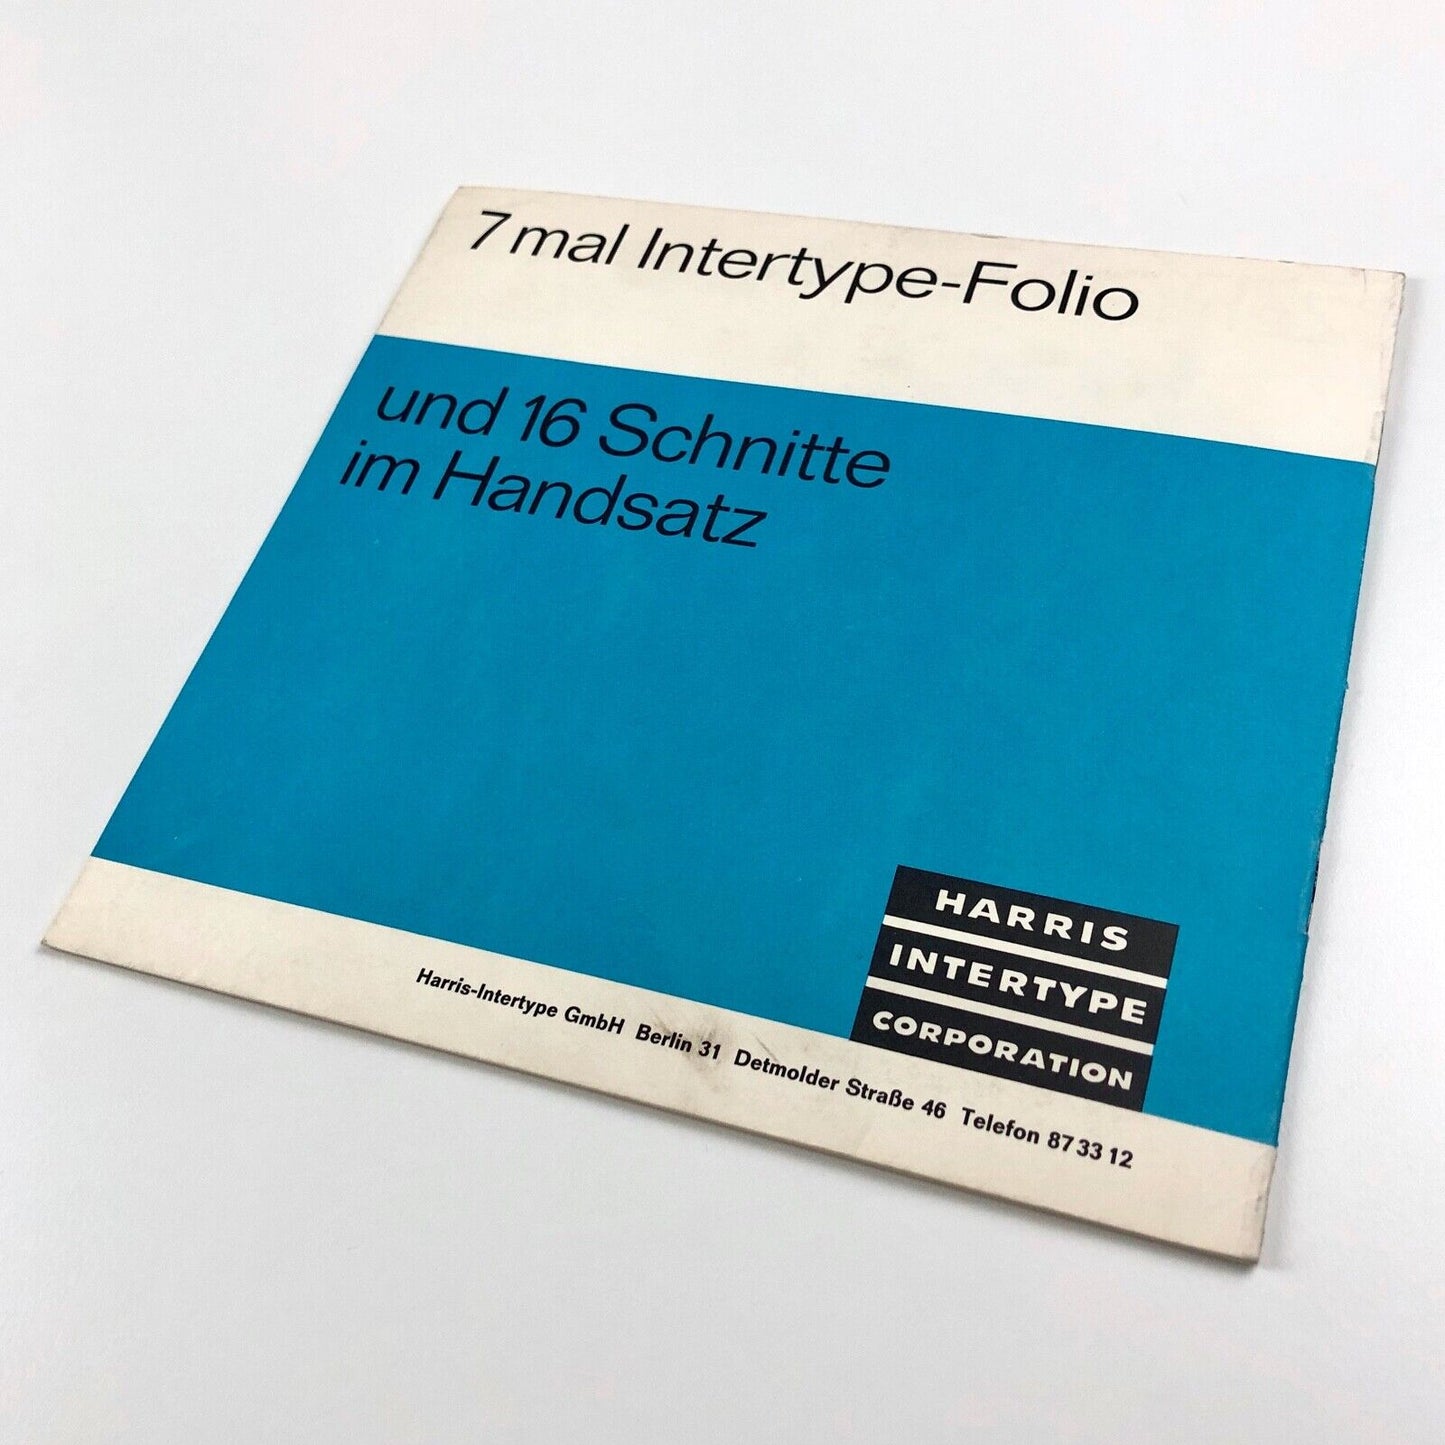 7 mal Intertype-Folio
und 16 Schnitte
im Handsatz
HARRIS
INTERTYPE
CORPORATION
Harris-Intertype GmbH Berlin 31 Detmolder Straße 46 Telefon 87 33 12